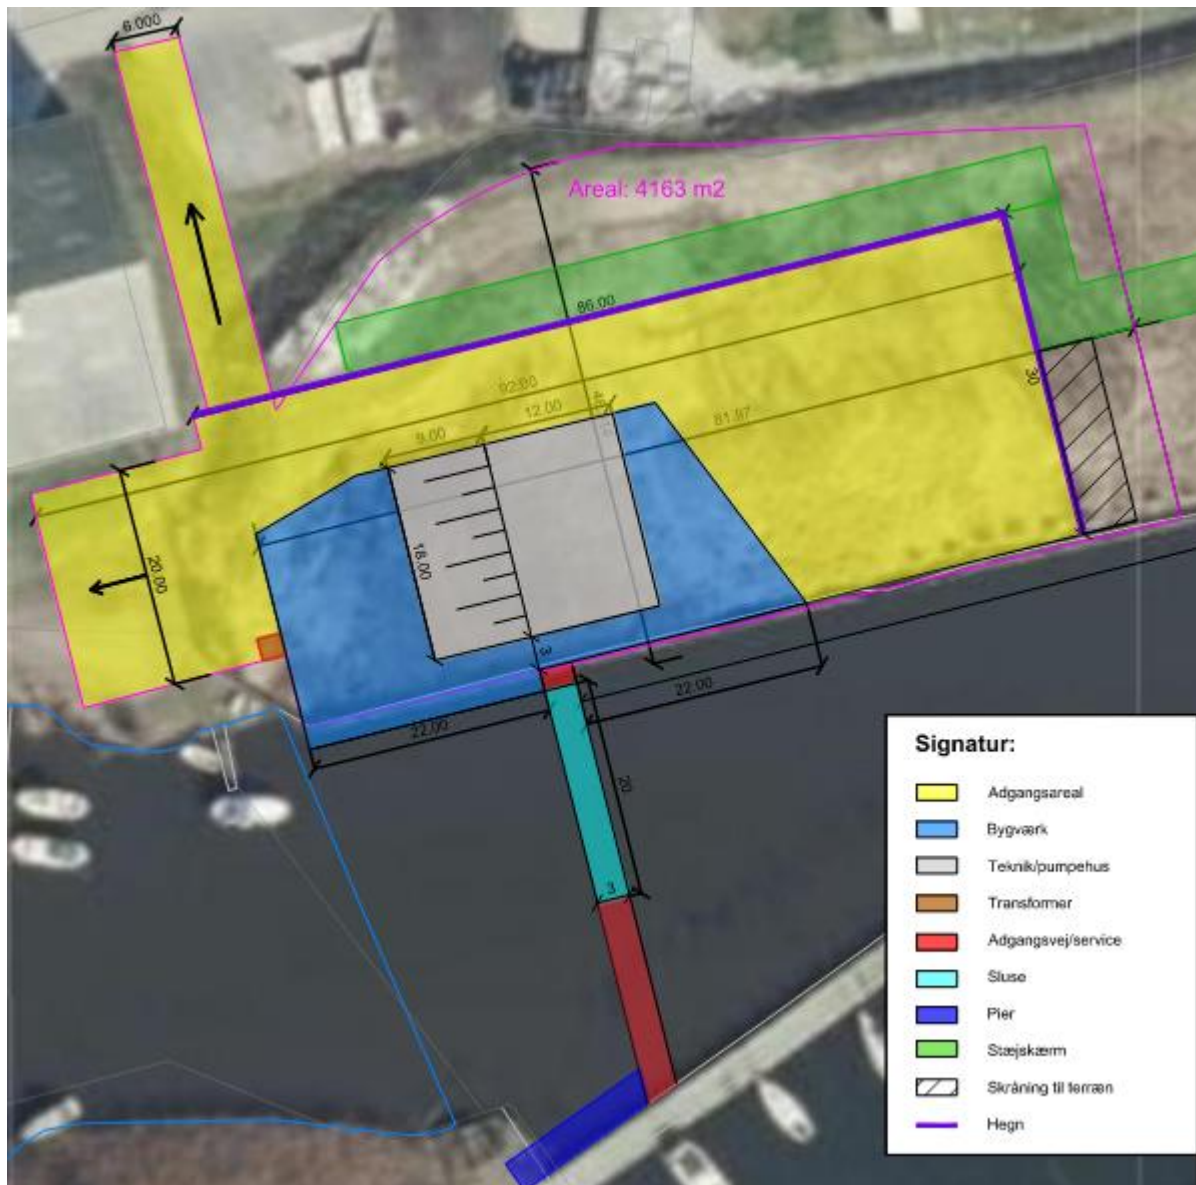 6.000
Areal: 4163 m2
86.00
92.00
12.00
9.00
81.97
30
18.00
20.00
3
22.00
22.00
20
3
Signatur:
Adgangsareal
Bygværk
Teknik/pumpehus
Transformer
Adgangsvej/service
Sluse
Pier
Støjskærm
Skråning til terræn
Hegn